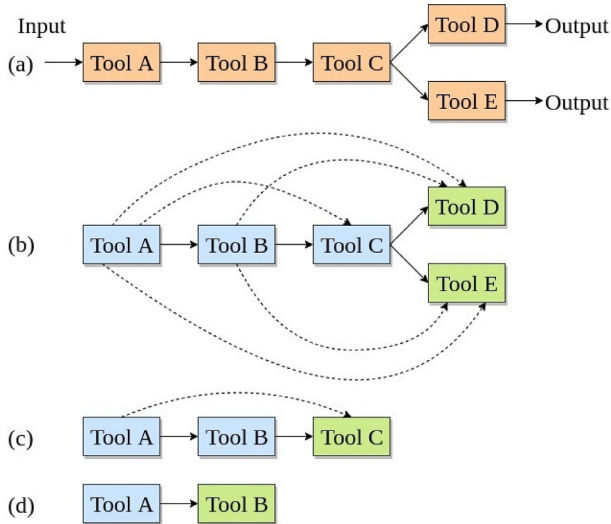 Input
(a) Tool A Tool B Tool C Tool D Output
Tool E Output
(b) Tool A Tool B Tool C Tool D
Tool E
(c) Tool A Tool B Tool C
(d) Tool A Tool B